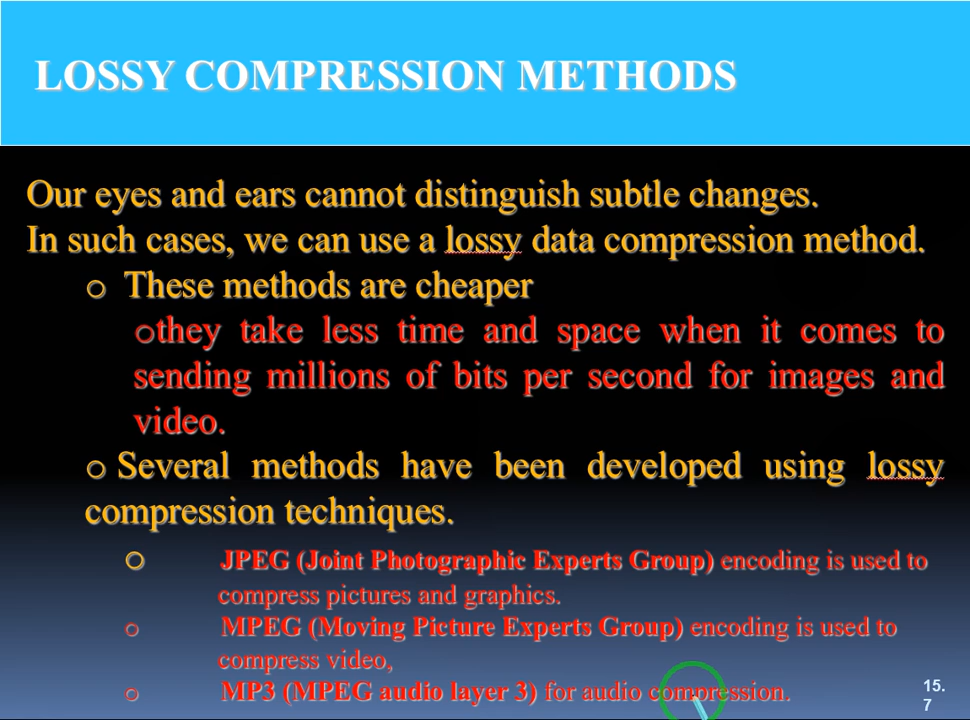 LOSSY COMPRESSION METHODS
Our eyes and ears cannot distinguish subtle changes.
In such cases, we can use a lossy data compression method.
o These methods are cheaper
othey take less time and space when it comes to
sending millions of bits per second for images and
video.
o Several methods have been developed using lossy
compression techniques.
o JPEG (Joint Photographic Experts Group) encoding is used to
compress pictures and graphics.
o MPEG (Moving Picture Experts Group) encoding is used to
compress video,
o MP3 (MPEG audio layer 3) for audio compression.
15.
7